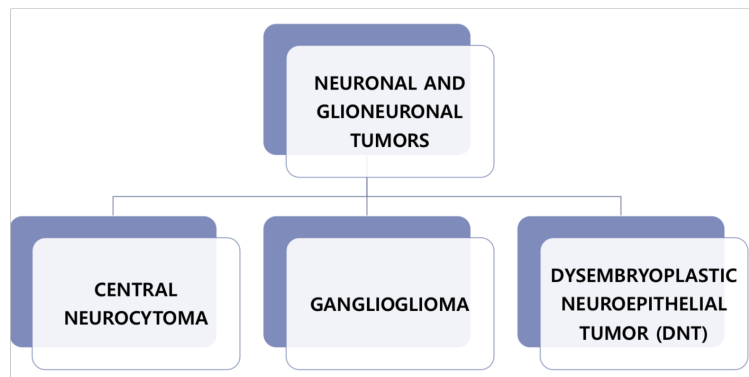 NEURONAL AND
GLIONEURONAL
TUMORS
CENTRAL
NEUROCYTOMA
GANGLIOGLIOMA
DYSEMBRYOPLASTIC
NEUROEPITHELIAL
TUMOR (DNT)